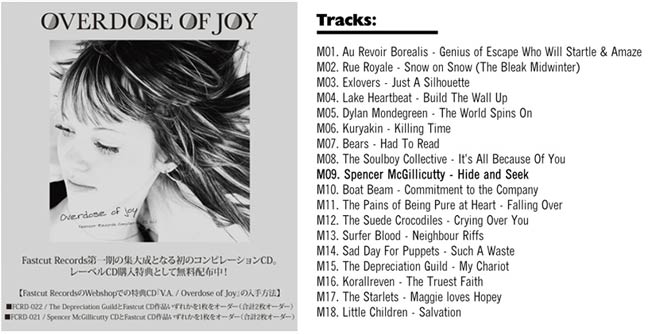 OVERDOSE OF JOY
Overdose of joy
Fastcut Records第一期の集大成となる初のコンピレーションCD。
レーベルCD購入特典として無料配布中！
【Fastcut RecordsのWebshopでの特典CD「V.A. / Overdose of Joy」の入手方法】
■FCRD-022 / The Depreciation GuildとFastcut CD作品いずれかを1枚をオーダー（合計2枚オーダー）
■FCRD-021 / Spencer McGillicutty CDとFastcut CD作品いずれかを1枚をオーダー（合計2枚オーダー）
Tracks:
M01. Au Revoir Borealis - Genius of Escape Who Will Startle & Amaze
M02. Rue Royale - Snow on Snow (The Bleak Midwinter)
M03. Exlovers - Just A Silhouette
M04. Lake Heartbeat - Build The Wall Up
M05. Dylan Mondegreen - The World Spins On
M06. Kuryakin - Killing Time
M07. Bears - Had To Read
M08. The Soulboy Collective - It's All Because Of You
M09. Spencer McGillicutty - Hide and Seek
M10. Boat Beam - Commitment to the Company
M11. The Pains of Being Pure at Heart - Falling Over
M12. The Suede Crocodiles - Crying Over You
M13. Surfer Blood - Neighbour Riffs
M14. Sad Day For Puppets - Such A Waste
M15. The Depreciation Guild - My Chariot
M16. Korallreven - The Truest Faith
M17. The Starlets - Maggie loves Hopey
M18. Little Children - Salvation